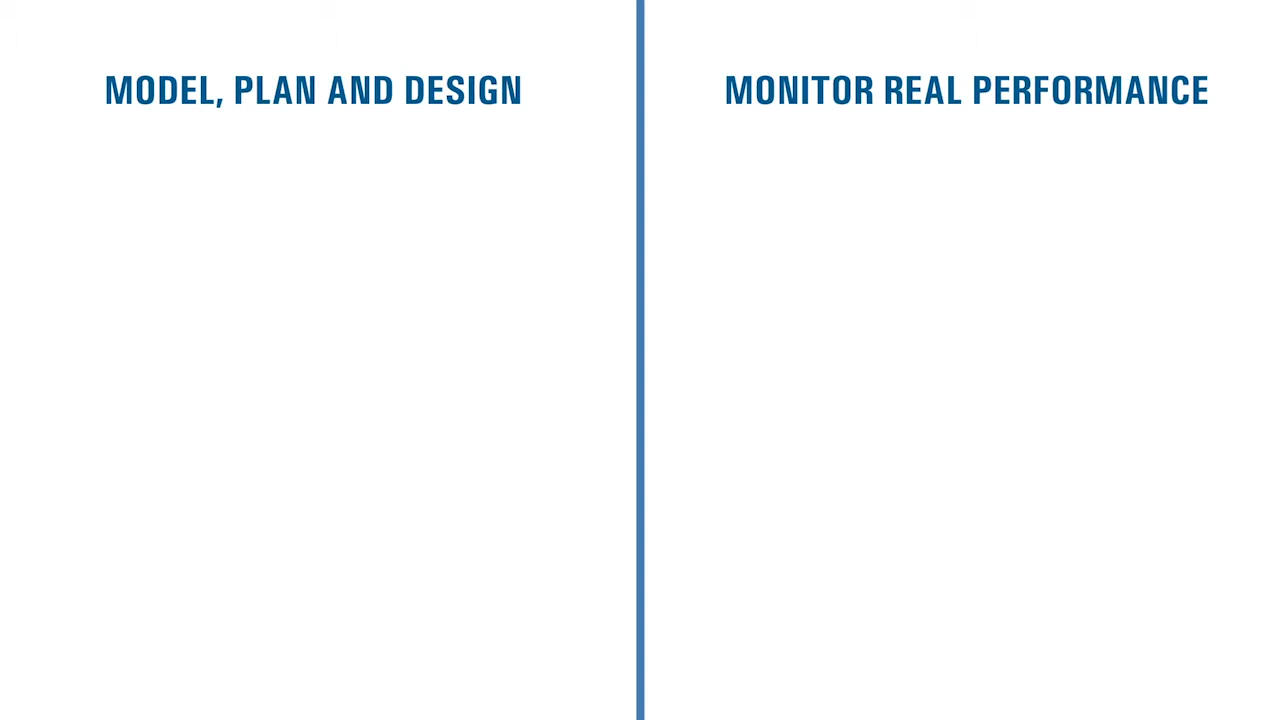 MODEL, PLAN AND DESIGN
MONITOR REAL PERFORMANCE